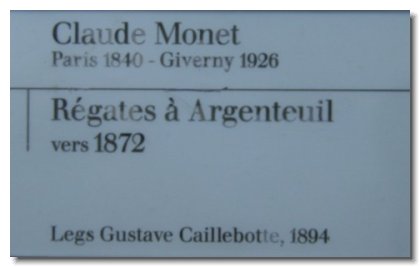 Claude Monet
Paris 1840 - Giverny 1926
Régates à Argenteuil
vers 1872
Legs Gustave Caillebotte, 1894